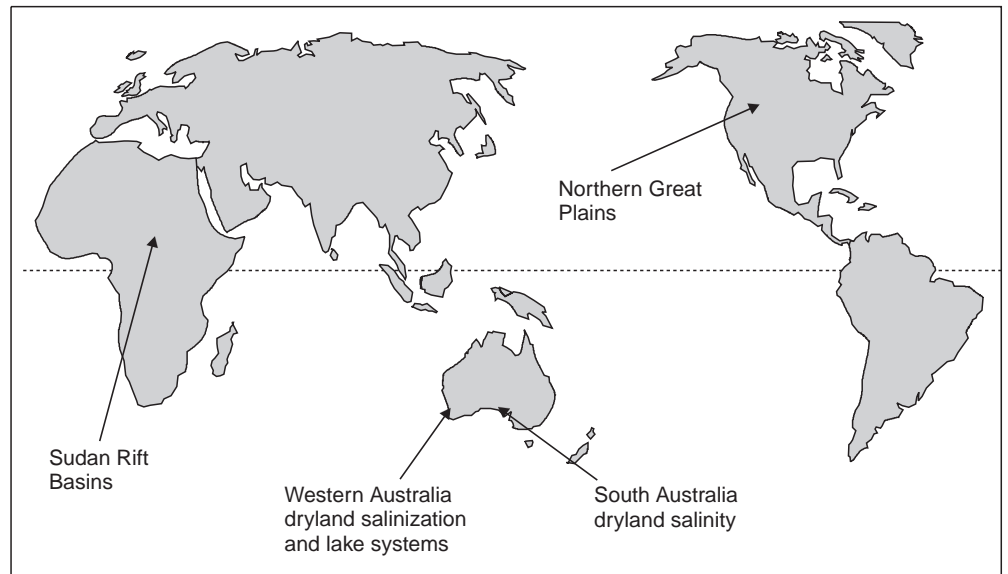 Northern Great
Plains
Sudan Rift
Basins
Western Australia
dryland salinization
and lake systems
South Australia
dryland salinity